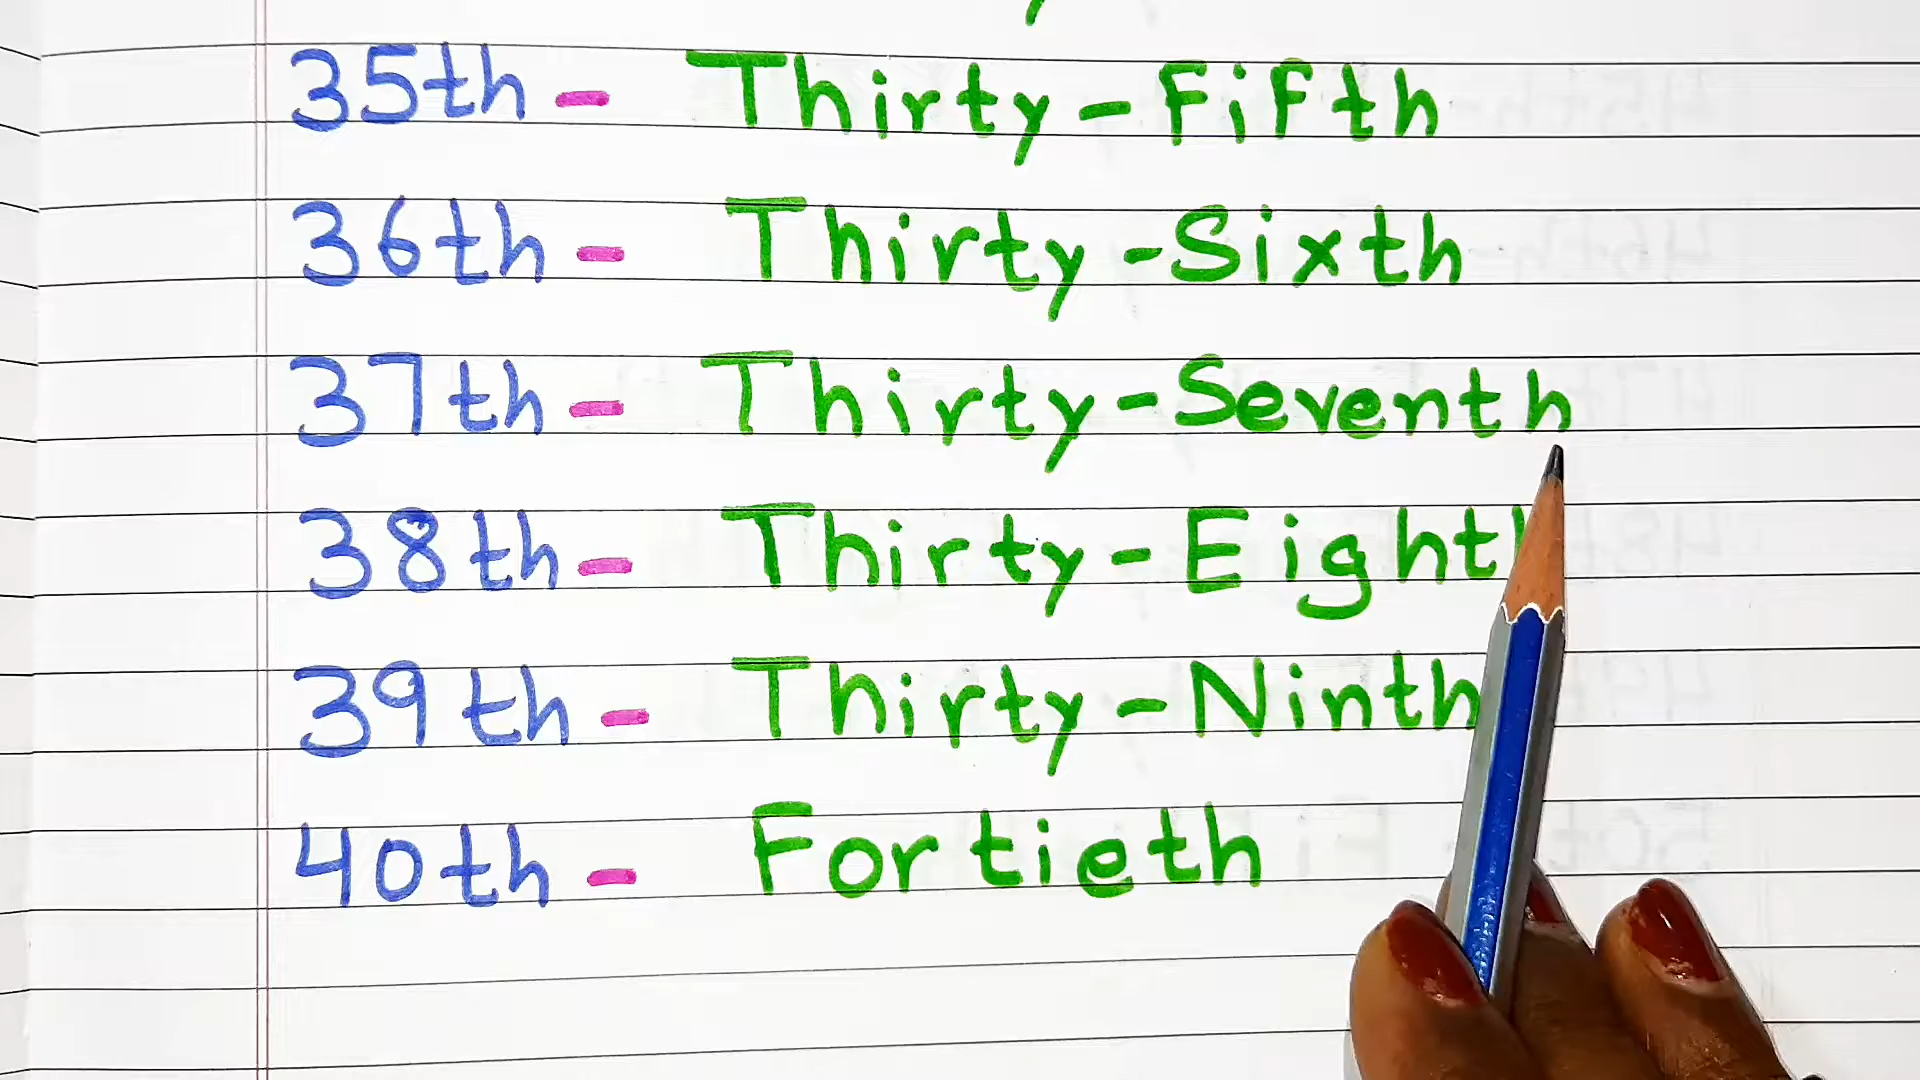 35th - Thirty-Fifth
36th - Thirty-Sixth
37th - Thirty-Seventh
38th - Thirty-Eighth
39th - Thirty-Ninth
40th - Fortieth